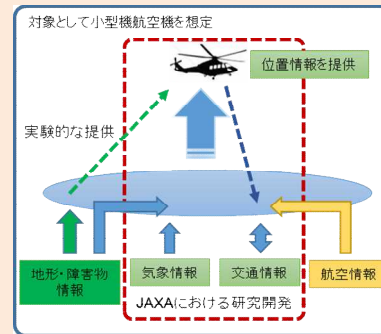 対象として小型機航空機を想定
位置情報を提供
実験的な提供
地形・障害物
情報
気象情報
交通情報
航空情報
JAXAにおける研究開発